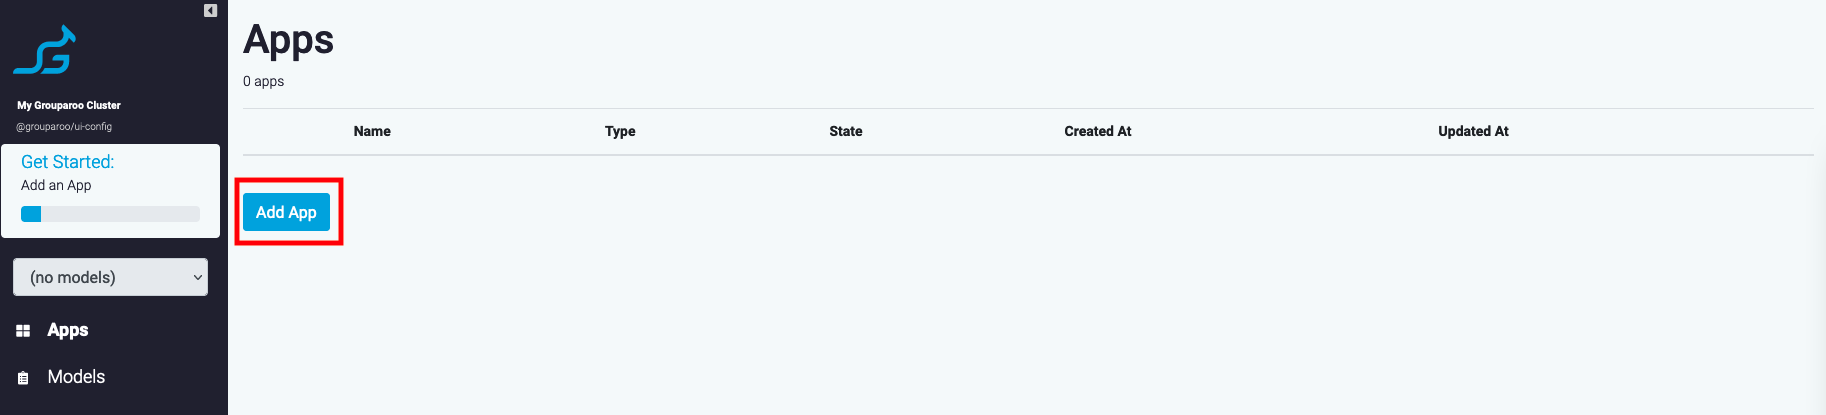 My Grouparoo Cluster
@grouparoo/ui-config
Get Started:
Add an App
(no models)
Apps
Models
Apps
0 apps
Name Type State Created At Updated At
Add App